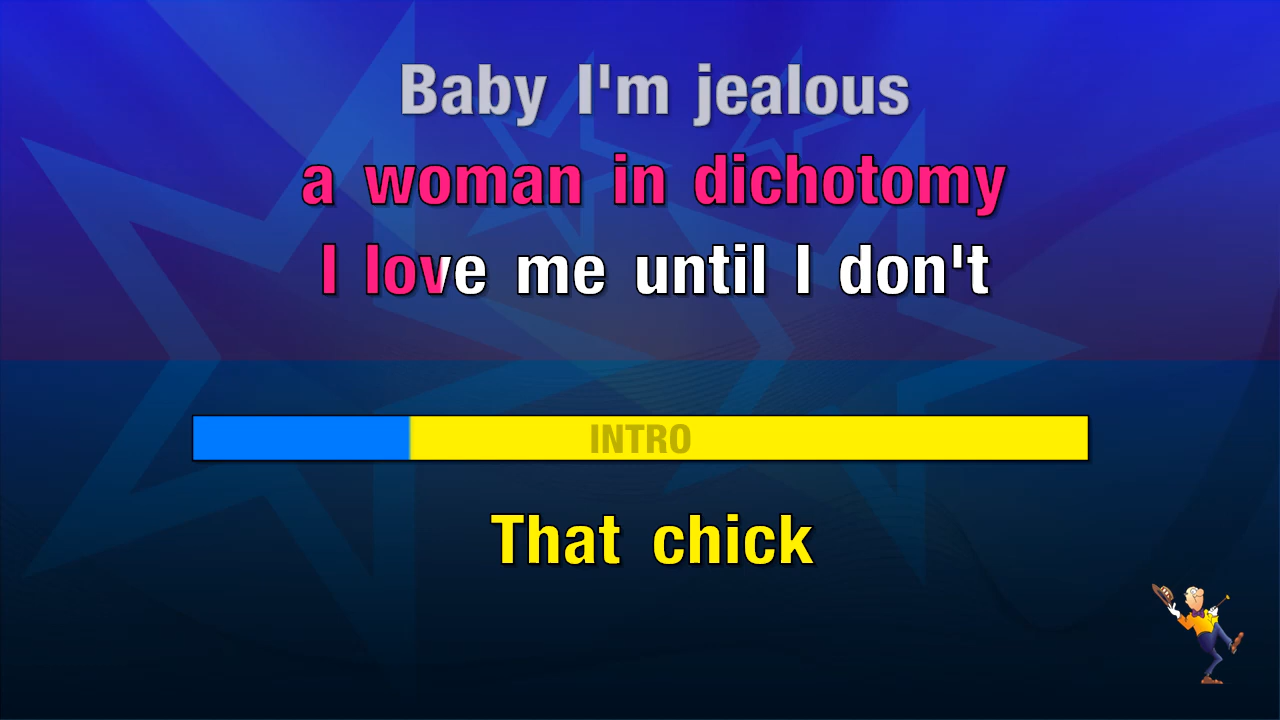 Baby I'm jealous
a woman in dichotomy
I love me until I don't
INTRO
That chick